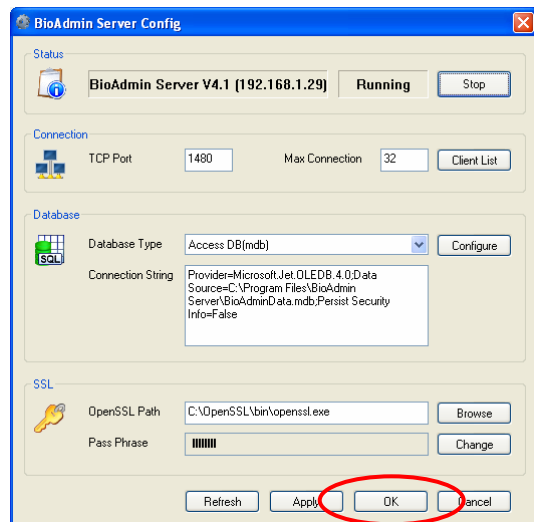 BioAdmin Server Config
Status
BioAdmin Server V4.1 (192.168.1.29) Running Stop
Connection
TCP Port 1480 Max Connection 32 Client List
Database
SQL
Database Type Access DB(mdb) Configure
Connection String Provider=Microsoft.Jet.OLEDB.4.0;Data
Source=C:\Program Files\BioAdmin
Server\BioAdminData.mdb;Persist Security
Info=False
SSL
OpenSSL Path C:\OpenSSL\bin\openssl.exe Browse
Pass Phrase Change
Refresh Apply OK Cancel